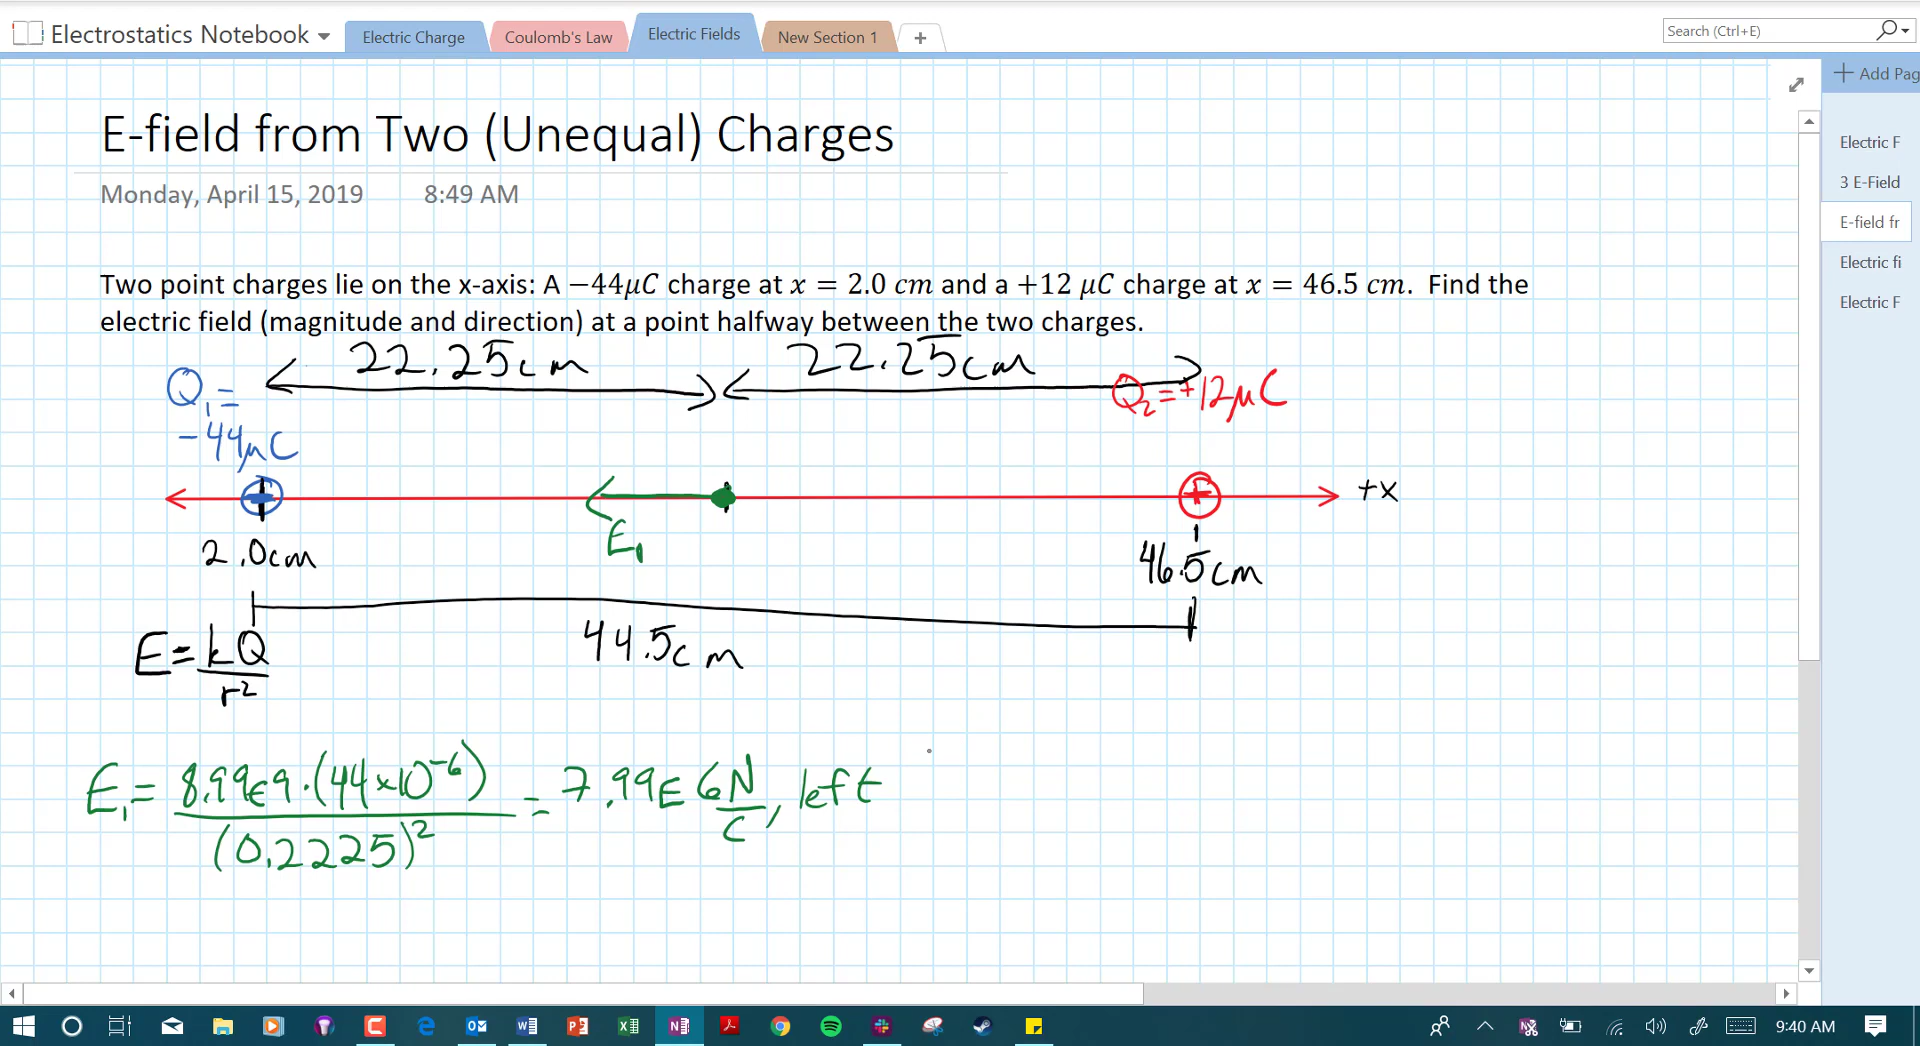 Electrostatics Notebook
Electric Charge
Coulomb's Law
Electric Fields
New Section 1
+
Search (Ctrl+E)
Add Pag
Electric F
3 E-Field
E-field fr
Electric fi
Electric F
E-field from Two (Unequal) Charges
Monday, April 15, 2019 8:49 AM
Two point charges lie on the x-axis: A −44μC charge at x = 2.0 cm and a +12 μC charge at x = 46.5 cm. Find the
electric field (magnitude and direction) at a point halfway between the two charges.
22.25cm 22.25cm
Q₁ =
-44μC
Q₂ = +12μC
+
+x
E₁
2.0cm
46.5cm
44.5cm
E = kQ
r²
E₁ = 8.99E9·(44×10⁻⁶) = 7.99E6 N, left
(0.2225)² C
9:40 AM